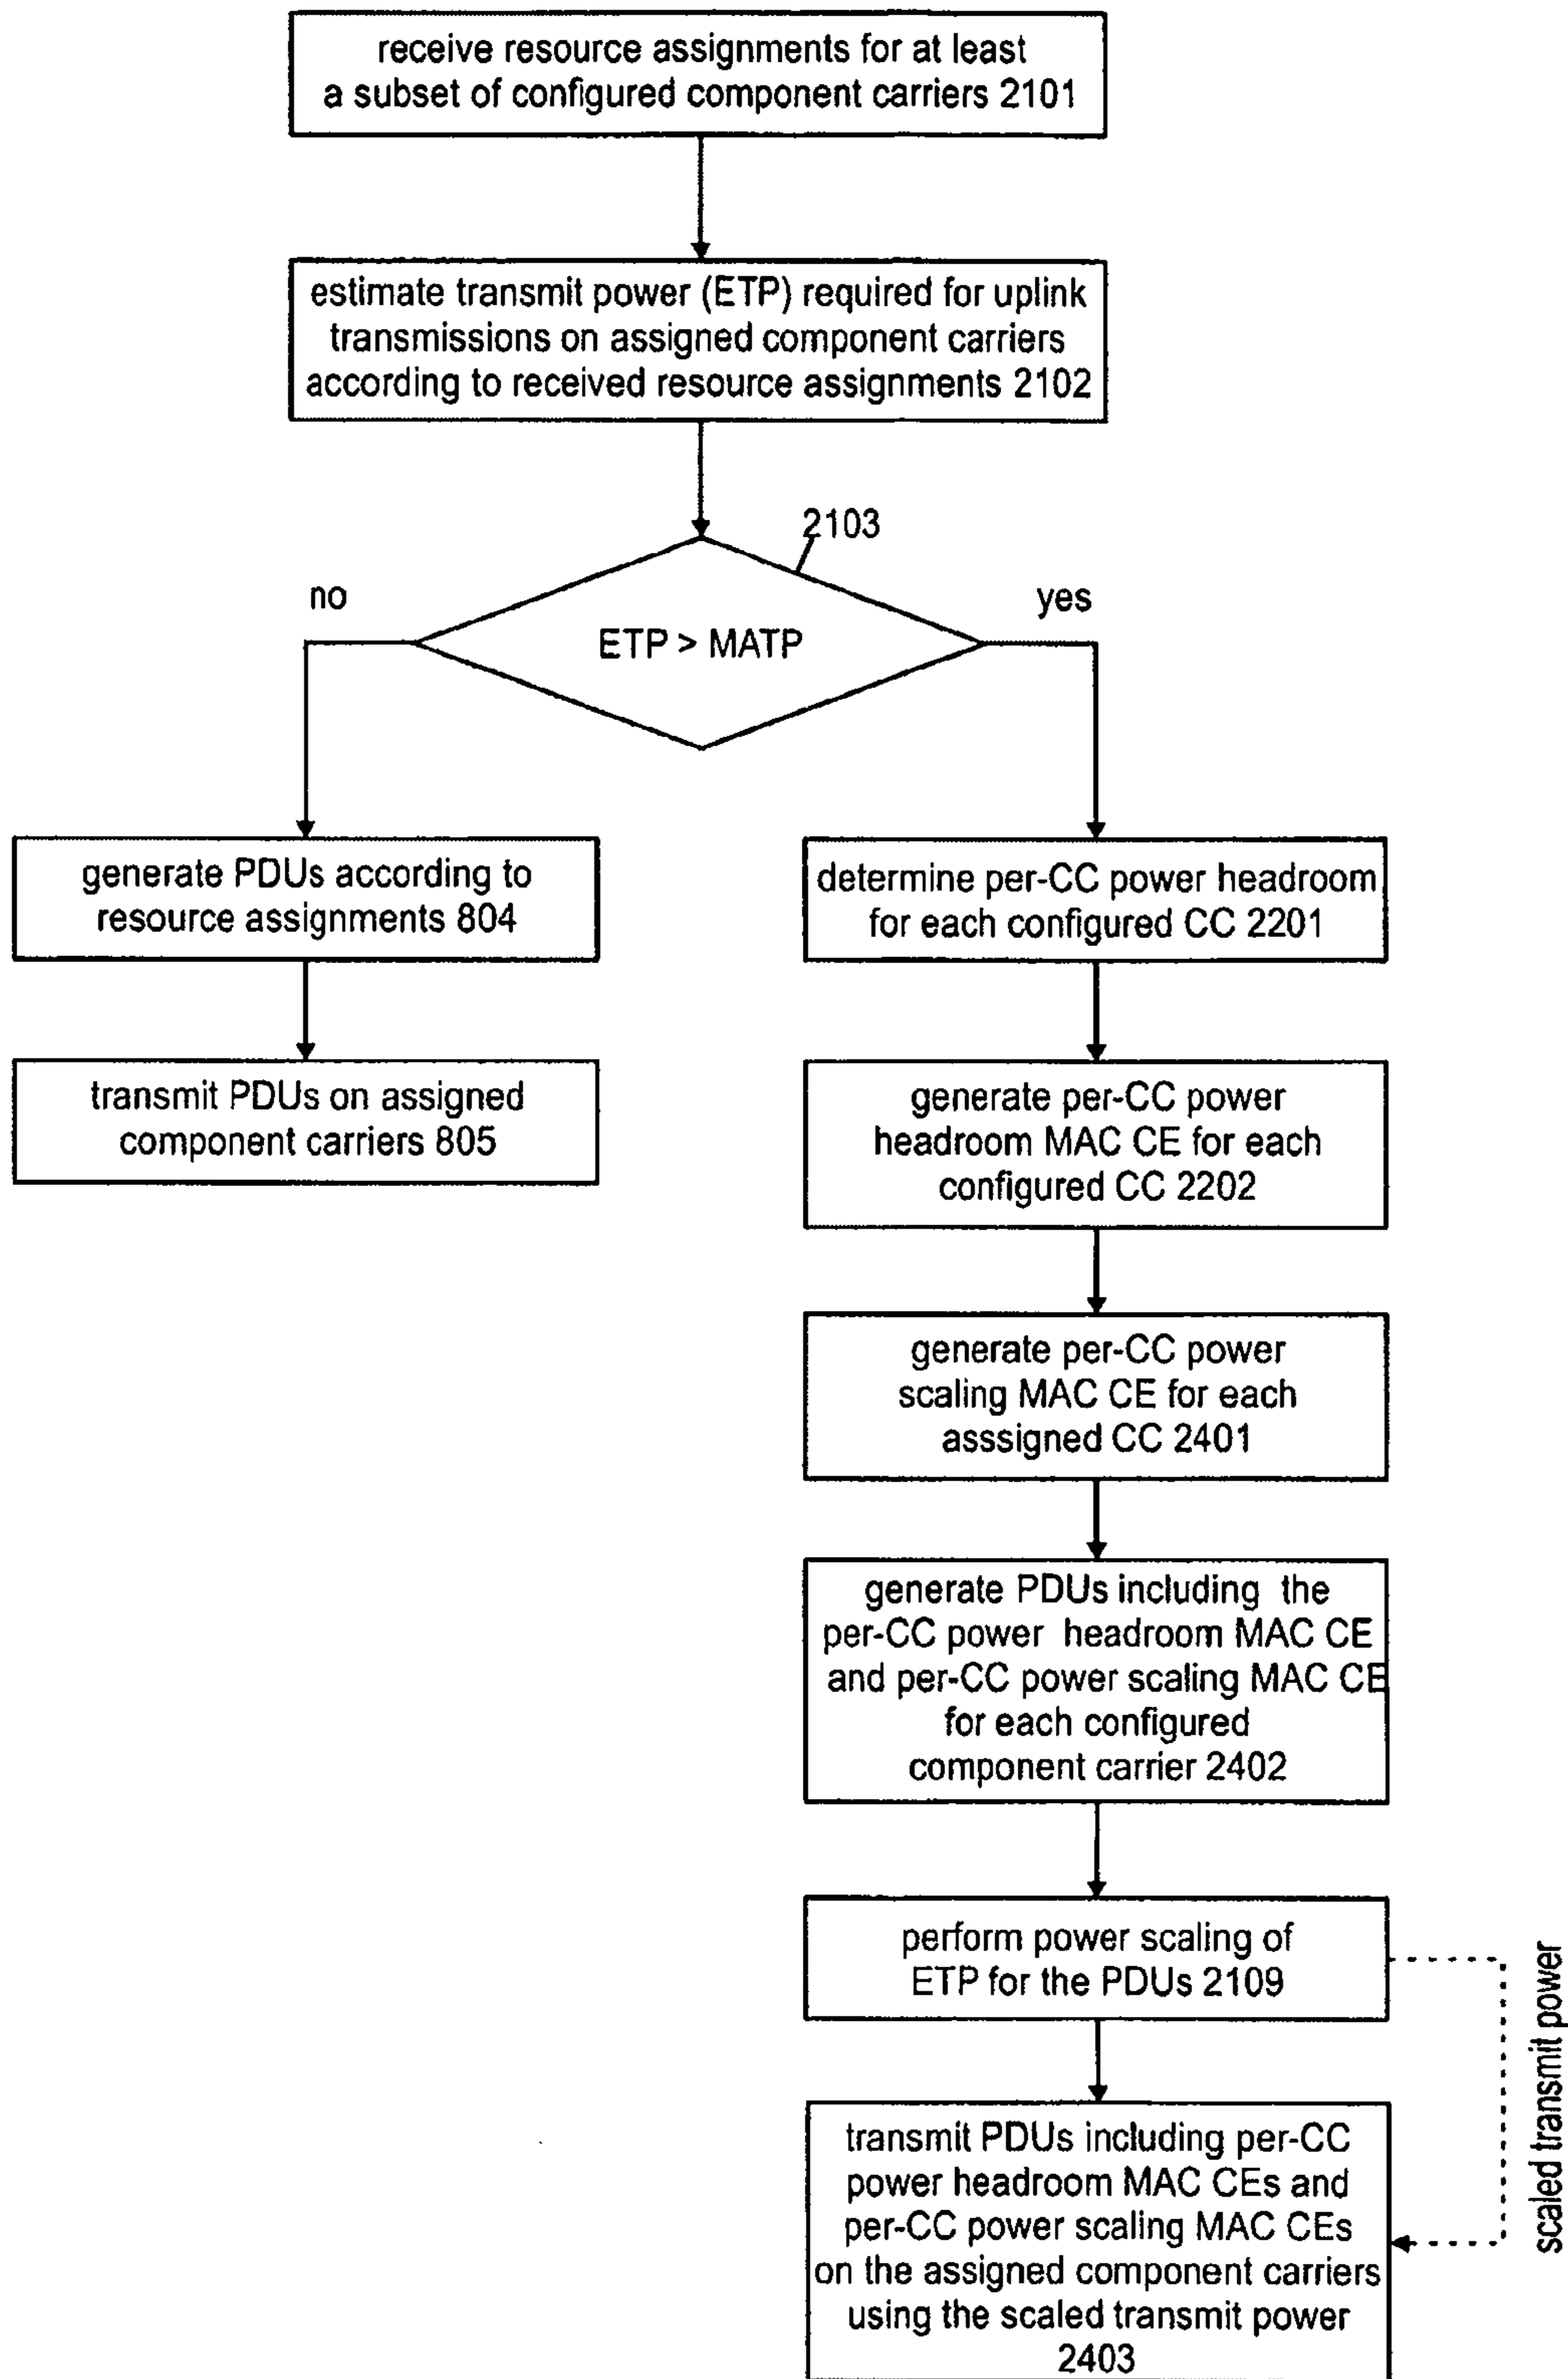 receive resource assignments for at least
a subset of configured component carriers 2101
estimate transmit power (ETP) required for uplink
transmissions on assigned component carriers
according to received resource assignments 2102
2103
no
yes
ETP > MATP
generate PDUs according to
resource assignments 804
transmit PDUs on assigned
component carriers 805
determine per-CC power headroom
for each configured CC 2201
generate per-CC power
headroom MAC CE for each
configured CC 2202
generate per-CC power
scaling MAC CE for each
asssigned CC 2401
generate PDUs including the
per-CC power headroom MAC CE
and per-CC power scaling MAC CE
for each configured
component carrier 2402
perform power scaling of
ETP for the PDUs 2109
scaled transmit power
transmit PDUs including per-CC
power headroom MAC CEs and
per-CC power scaling MAC CEs
on the assigned component carriers
using the scaled transmit power
2403